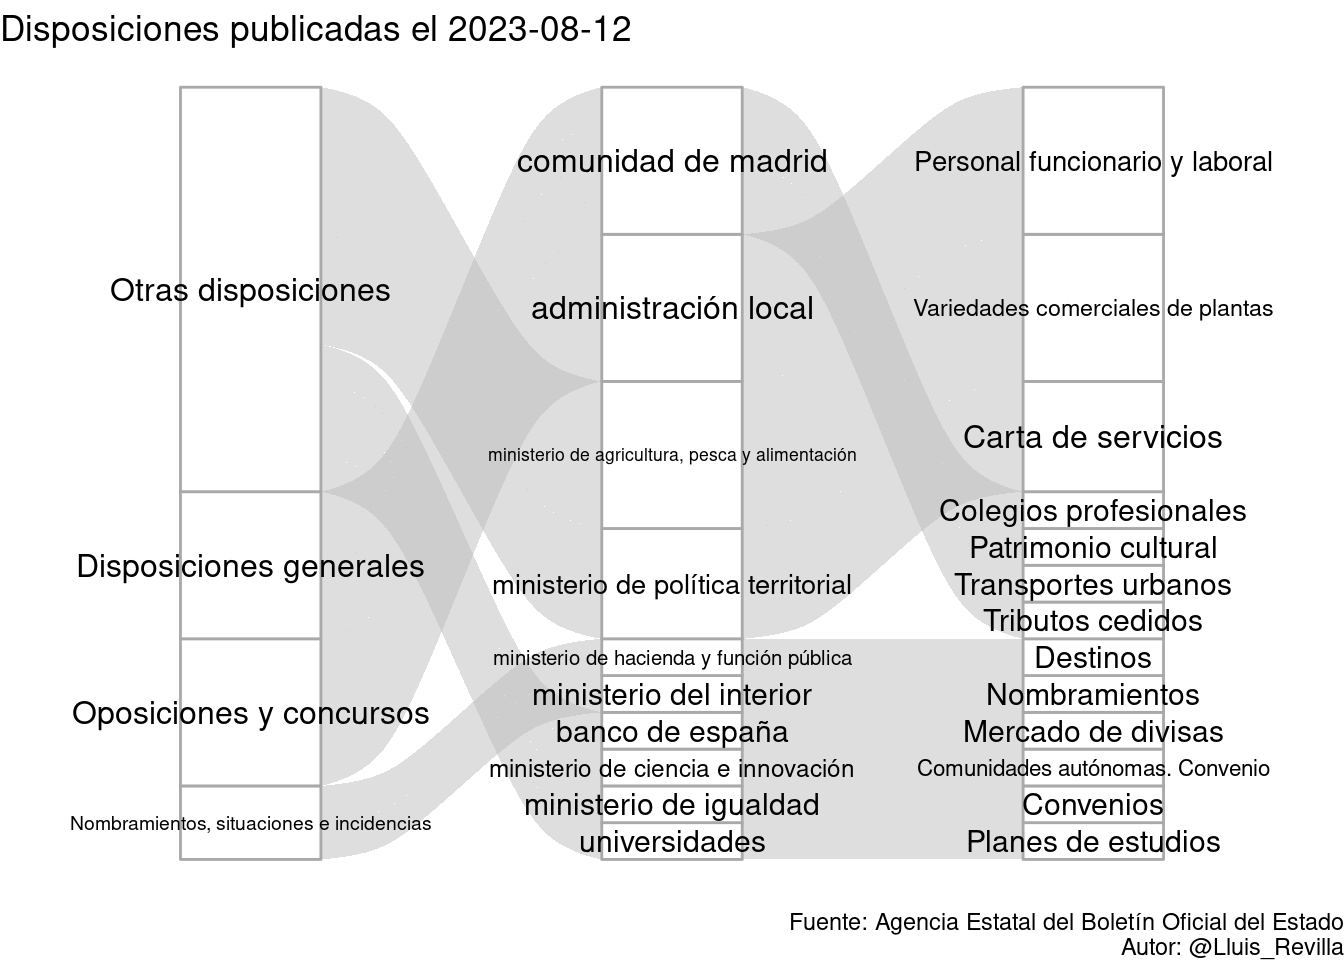 Disposiciones publicadas el 2023-08-12
Otras disposiciones
Disposiciones generales
Oposiciones y concursos
Nombramientos, situaciones e incidencias
comunidad de madrid
administración local
ministerio de agricultura, pesca y alimentación
ministerio de política territorial
ministerio de hacienda y función pública
ministerio del interior
banco de españa
ministerio de ciencia e innovación
ministerio de igualdad
universidades
Personal funcionario y laboral
Variedades comerciales de plantas
Carta de servicios
Colegios profesionales
Patrimonio cultural
Transportes urbanos
Tributos cedidos
Destinos
Nombramientos
Mercado de divisas
Comunidades autónomas. Convenio
Convenios
Planes de estudios
Fuente: Agencia Estatal del Boletín Oficial del Estado
Autor: @Lluis_Revilla